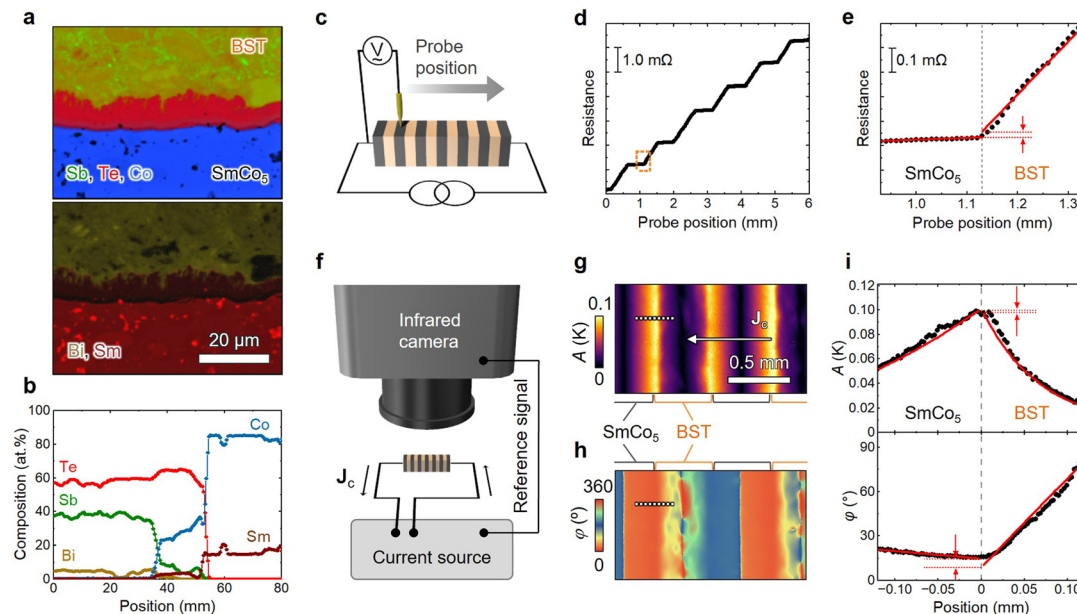 a
BST
Sb, Te, Co
SmCo5
Bi, Sm
20 μm
b
Composition (at.%)
100
80
60
40
20
0
Te
Sb
Bi
Co
Sm
0 20 40 60 80
Position (mm)
c
V
~
Probe
position
d
Resistance
1.0 mΩ
0 1 2 3 4 5 6
Probe position (mm)
e
Resistance
0.1 mΩ
SmCo5
BST
1.0 1.1 1.2 1.3
Probe position (mm)
f
Infrared
camera
Reference signal
Jc
Current source
g
0.1
A (K)
0
Jc
0.5 mm
SmCo5
BST
h
360
φ (°)
0
i
A (K)
0.12
0.10
0.08
0.06
0.04
0.02
0.00
SmCo5
BST
φ (°)
90
60
30
0
−0.10 −0.05 0 0.05 0.10
Position (mm)